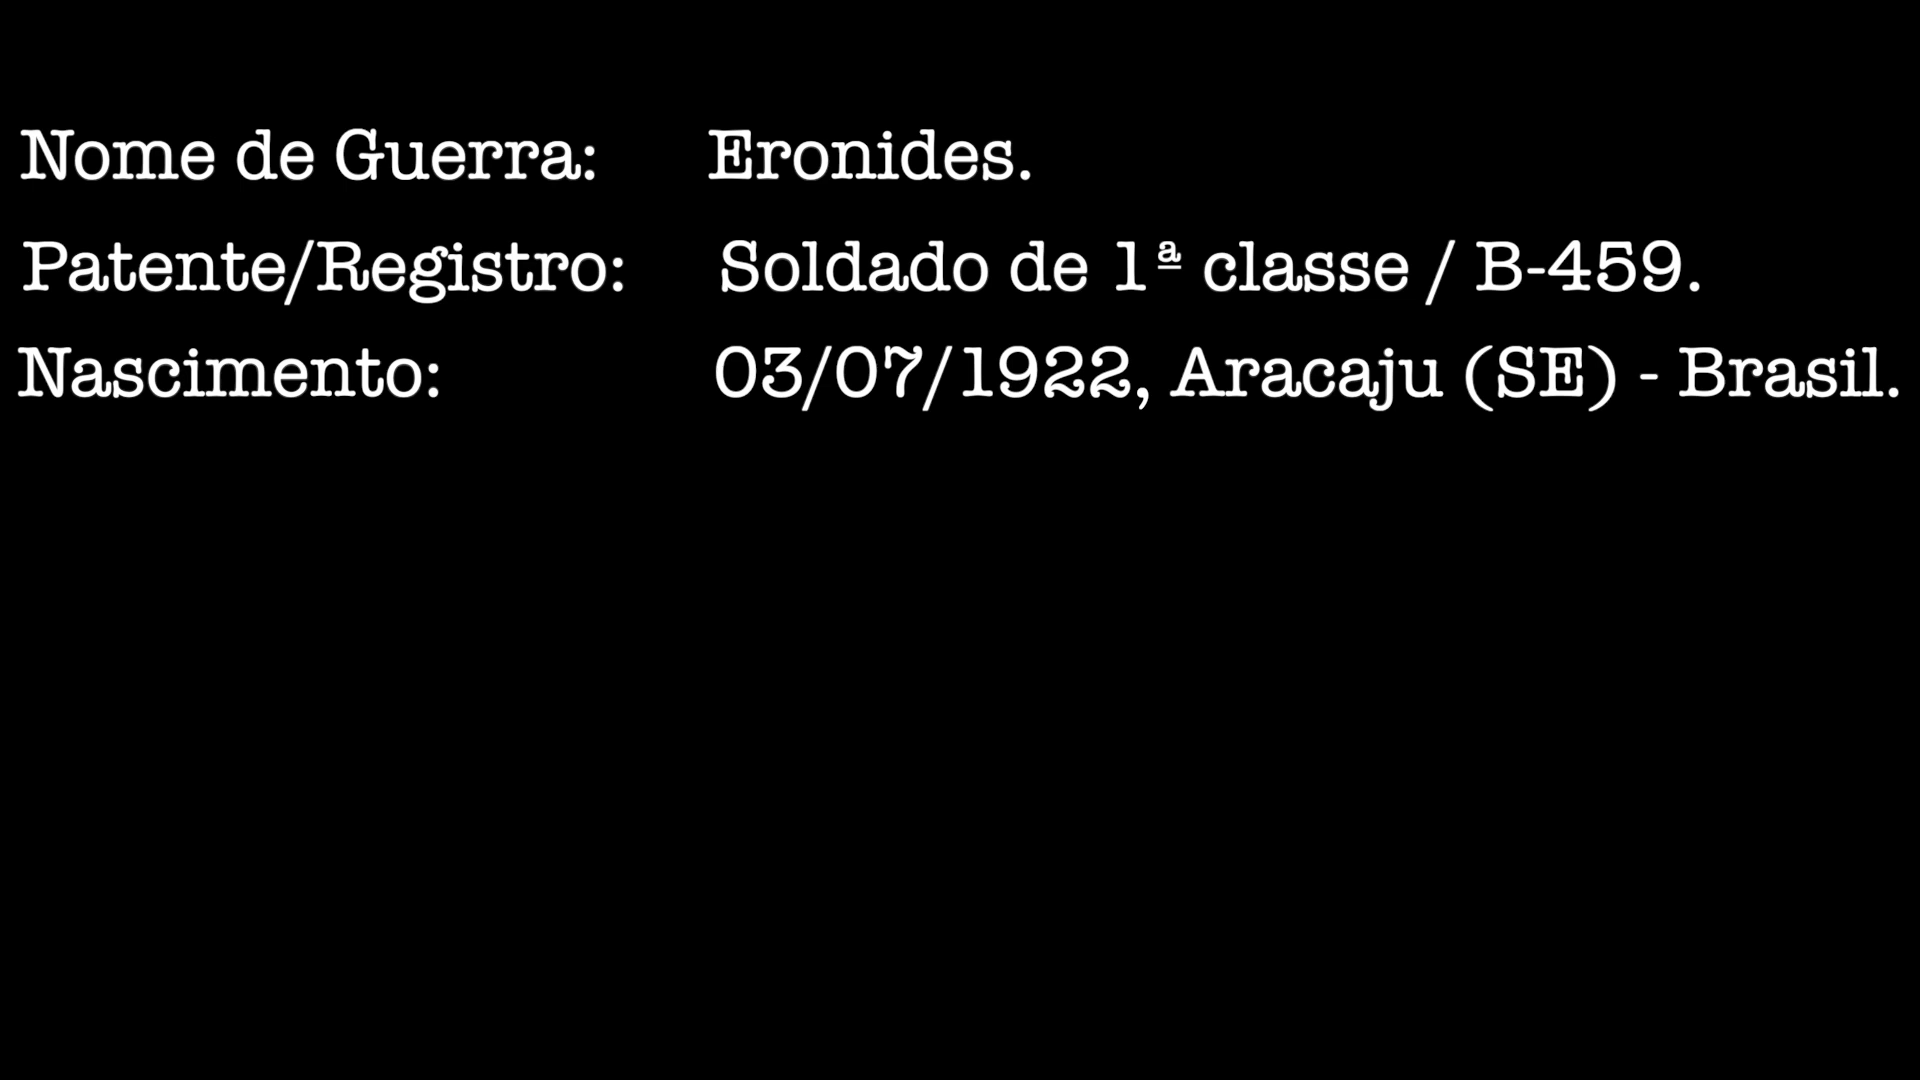 Nome de Guerra: Eronides.
Patente/Registro: Soldado de 1ª classe / B-459.
Nascimento: 03/07/1922, Aracaju (SE) - Brasil.